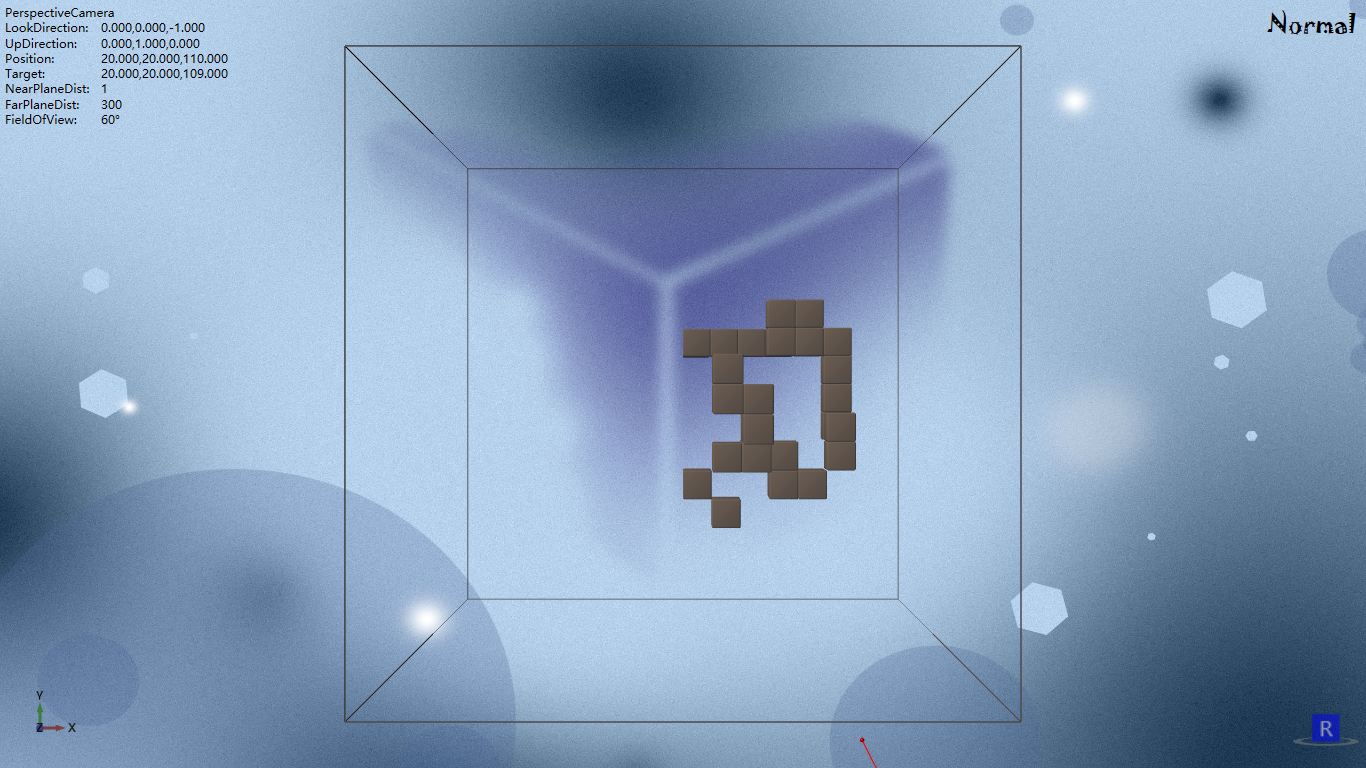 PerspectiveCamera
LookDirection: 0.000,0.000,-1.000
UpDirection: 0.000,1.000,0.000
Position: 20.000,20.000,110.000
Target: 20.000,20.000,109.000
NearPlaneDist: 1
FarPlaneDist: 300
FieldOfView: 60°
Normal
Y
Z X
R